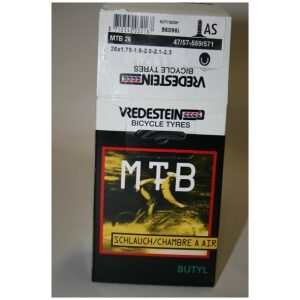 schrader
56098i
AS
MTB 26
47/57-559/571
26x1.75-1.9-2.0-2.1-2.3
VREDESTEIN
BICYCLE TYRES
VREDESTEIN
BICYCLE TYRES
MTB
SCHLAUCH/CHAMBRE À AIR
BUTYL